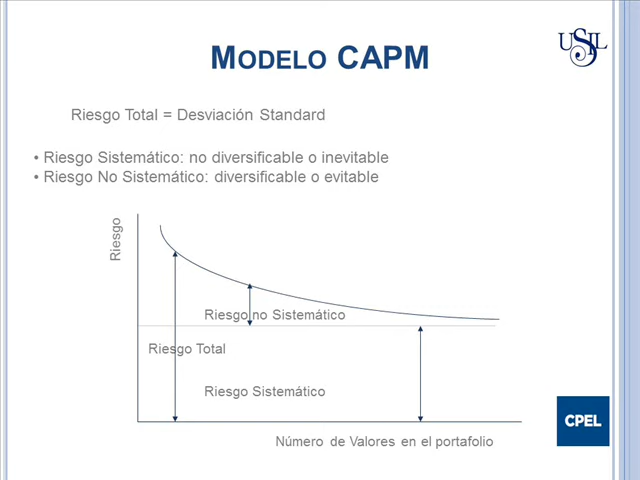 MODELO CAPM
USIL
Riesgo Total = Desviación Standard
• Riesgo Sistemático: no diversificable o inevitable
• Riesgo No Sistemático: diversificable o evitable
Riesgo
Riesgo no Sistemático
Riesgo Total
Riesgo Sistemático
CPEL
Número de Valores en el portafolio